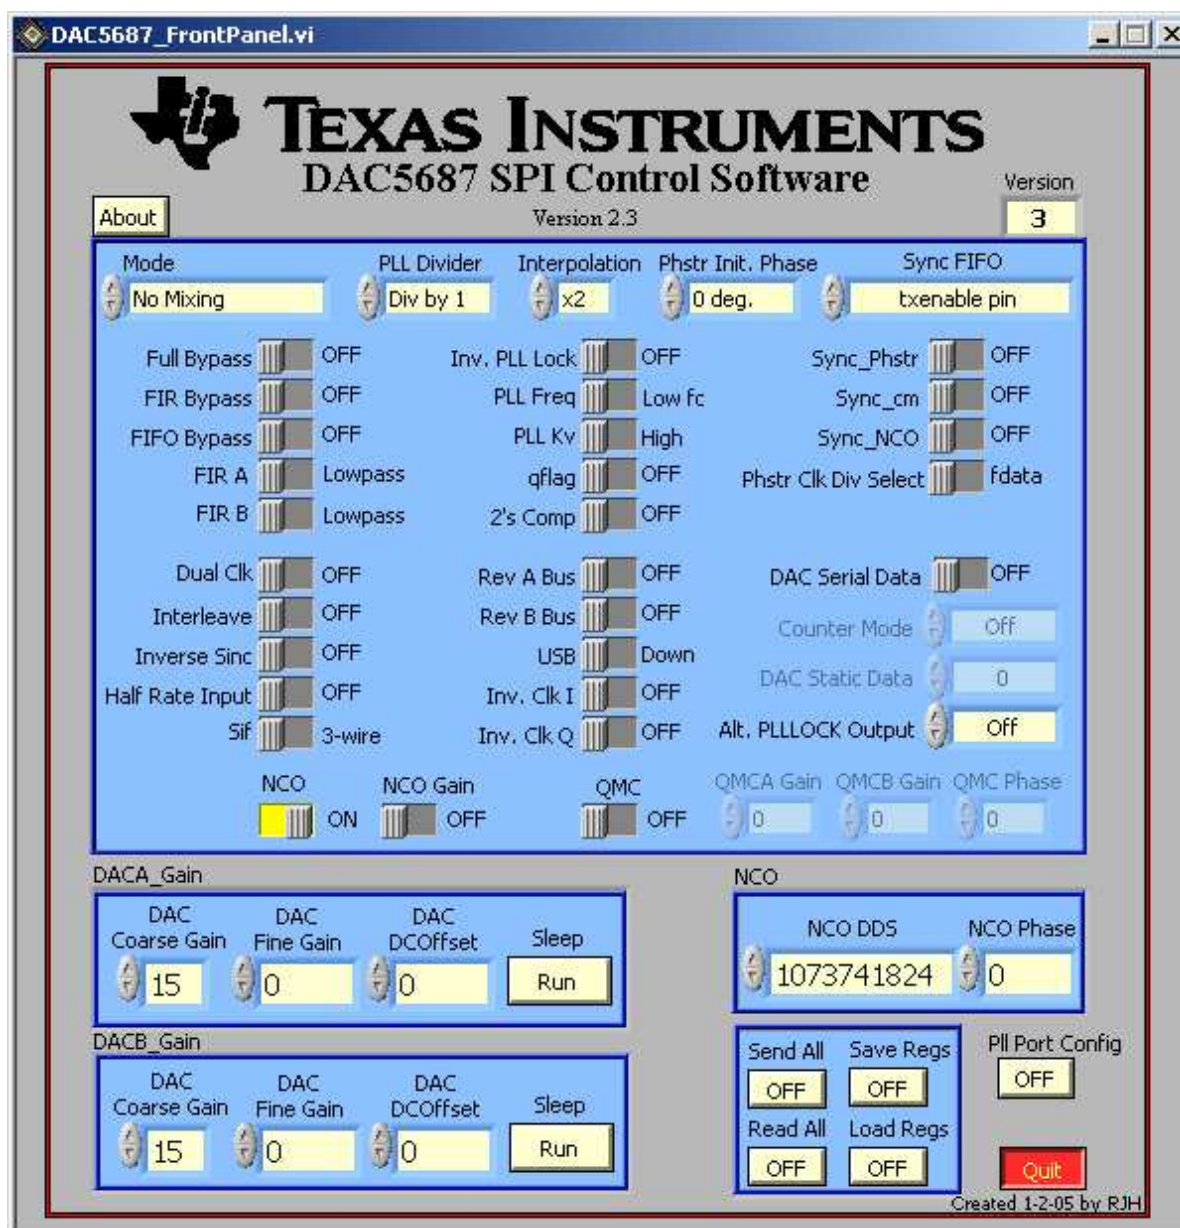 DAC5687_FrontPanel.vi
TEXAS INSTRUMENTS
DAC5687 SPI Control Software
Version
About
Version 2.3
3
Mode PLL Divider Interpolation Phstr Init. Phase Sync FIFO
No Mixing Div by 1 x2 0 deg. txenable pin
Full Bypass OFF Inv. PLL Lock OFF Sync_Phstr OFF
FIR Bypass OFF PLL Freq Low fc Sync_cm OFF
FIFO Bypass OFF PLL Kv High Sync_NCO OFF
FIR A Lowpass qflag OFF Phstr Clk Div Select fdata
FIR B Lowpass 2's Comp OFF
Dual Clk OFF Rev A Bus OFF DAC Serial Data OFF
Interleave OFF Rev B Bus OFF Counter Mode Off
Inverse Sinc OFF USB Down DAC Static Data 0
Half Rate Input OFF Inv. Clk I OFF Alt. PLLLOCK Output Off
Sif 3-wire Inv. Clk Q OFF
NCO NCO Gain QMC QMCA Gain QMCB Gain QMC Phase
ON OFF OFF 0 0 0
DACA_Gain
DAC Coarse Gain DAC Fine Gain DAC DCOffset Sleep
15 0 0 Run
NCO
NCO DDS NCO Phase
1073741824 0
DACB_Gain
DAC Coarse Gain DAC Fine Gain DAC DCOffset Sleep
15 0 0 Run
Send All Save Regs Pll Port Config
OFF OFF OFF
Read All Load Regs
OFF OFF Quit
Created 1-2-05 by RJH